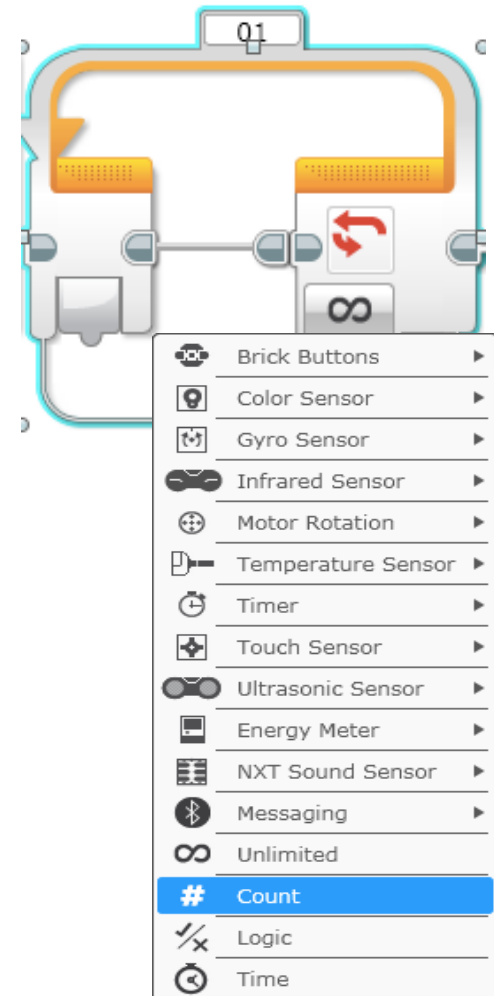 01
Brick Buttons
Color Sensor
Gyro Sensor
Infrared Sensor
Motor Rotation
Temperature Sensor
Timer
Touch Sensor
Ultrasonic Sensor
Energy Meter
NXT Sound Sensor
Messaging
∞ Unlimited
# Count
Logic
Time